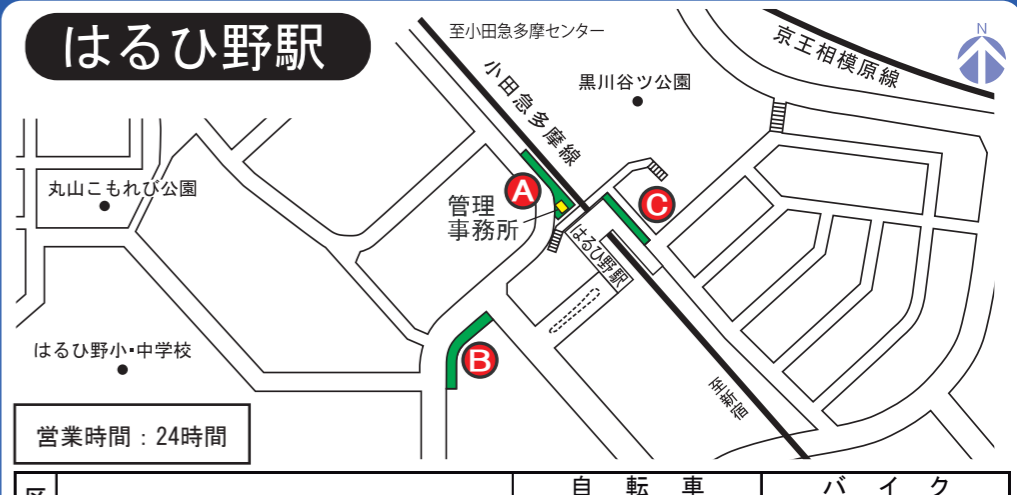 はるひ野駅
至小田急多摩センター
N
京王相模原線
小田急多摩線
黒川谷ツ公園
丸山こもれび公園
A
C
管理
事務所
はるひ野駅
はるひ野小・中学校
B
至新宿
営業時間：24時間
区
自転車
バイク